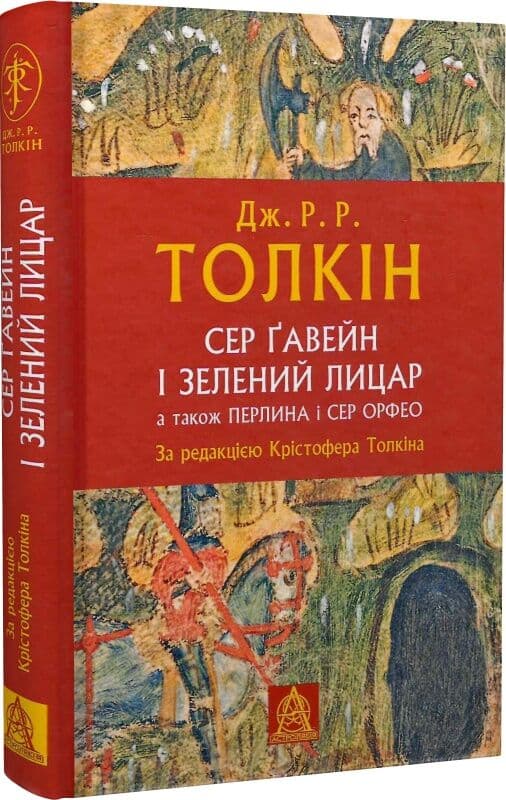 Дж. Р. Р.
ТОЛКІН
СЕР ҐАВЕЙН
І ЗЕЛЕНИЙ ЛИЦАР
а також ПЕРЛИНА і СЕР ОРФЕО
За редакцією Крістофера Толкіна
АСТРОЛЯБІЯ
ДЖ. Р. Р.
ТОЛКІН
СЕР ҐАВЕЙН
І ЗЕЛЕНИЙ ЛИЦАР
За редакцією
Крістофера Толкіна